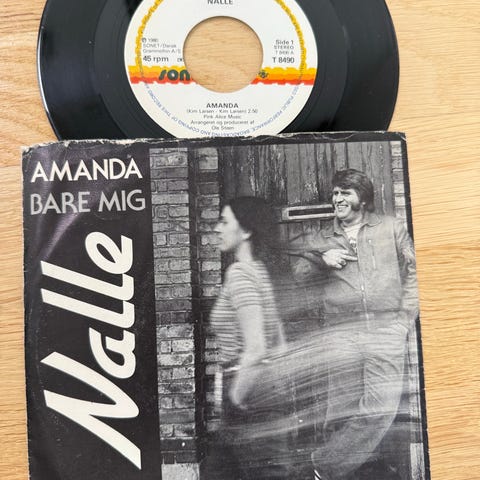 NALLE
℗ 1980
SONET/Dansk
Grammofon A/S
45 rpm
Side 1
STEREO
T 8490 A
T 8490
AMANDA
(Kim Larsen - Kim Larsen) 2:50
Pink Alice Music
Arrangeret og produceret af
Ole Steen
AMANDA
BARE MIG
Nalle